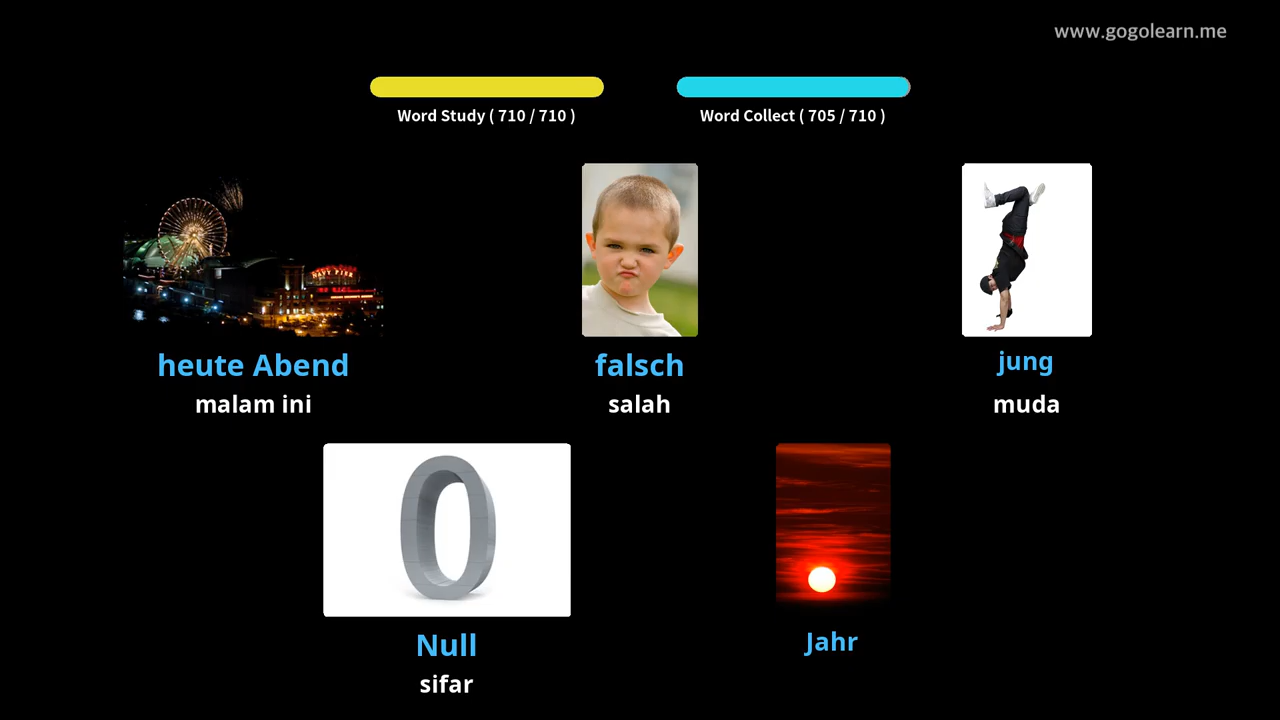 www.gogolearn.me
Word Study ( 710 / 710 )
Word Collect ( 705 / 710 )
heute Abend
malam ini
falsch
salah
jung
muda
Null
sifar
Jahr